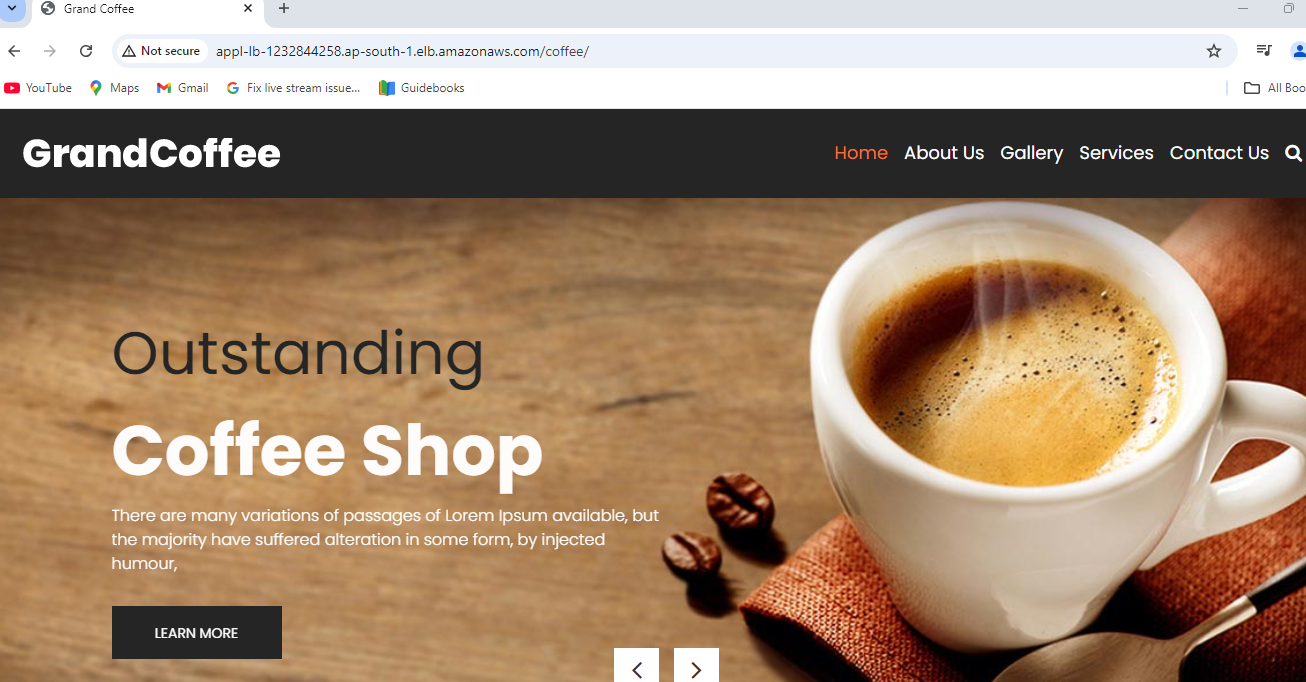 Grand Coffee
Not secure appl-lb-1232844258.ap-south-1.elb.amazonaws.com/coffee/
YouTube Maps Gmail Fix live stream issue... Guidebooks All Boo
GrandCoffee Home About Us Gallery Services Contact Us
Outstanding
Coffee Shop
There are many variations of passages of Lorem Ipsum available, but
the majority have suffered alteration in some form, by injected
humour,
LEARN MORE